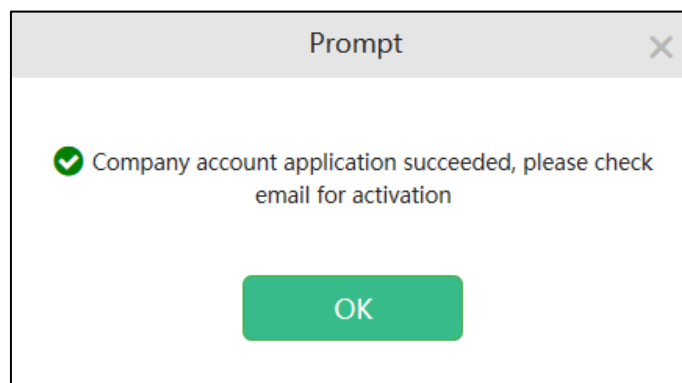 Prompt
Company account application succeeded, please check
email for activation
OK